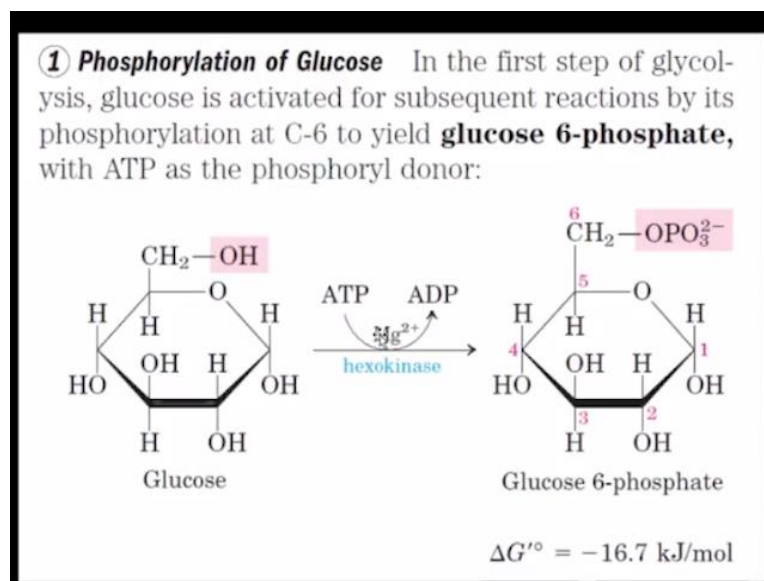 ① Phosphorylation of Glucose In the first step of glycol-
ysis, glucose is activated for subsequent reactions by its
phosphorylation at C-6 to yield glucose 6-phosphate,
with ATP as the phosphoryl donor:
CH₂—OH
O
H H H
OH H
HO OH
H OH
Glucose
ATP ADP
Mg²⁺
hexokinase
6
CH₂—OPO₃²⁻
5 O
H H H
4 OH H 1
HO OH
3 2
H OH
Glucose 6-phosphate
ΔG′° = −16.7 kJ/mol